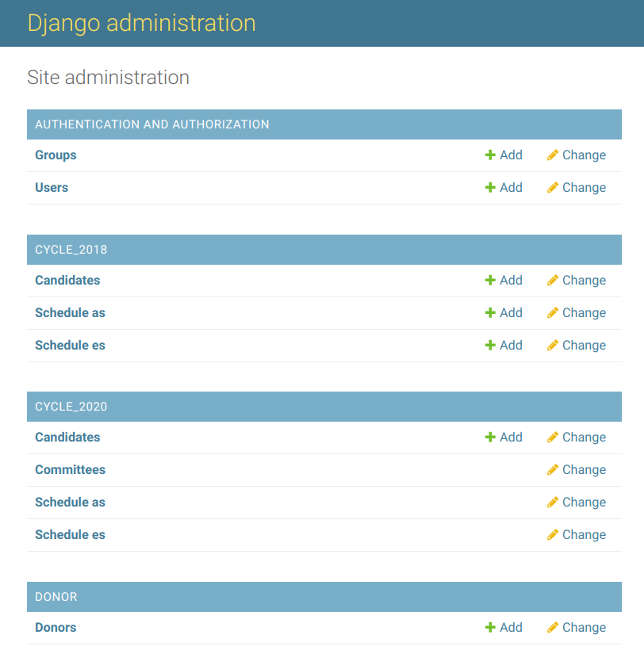 Django administration
Site administration
AUTHENTICATION AND AUTHORIZATION
Groups Add Change
Users Add Change
CYCLE_2018
Candidates Add Change
Schedule as Add Change
Schedule es Add Change
CYCLE_2020
Candidates Add Change
Committees Change
Schedule as Change
Schedule es Change
DONOR
Donors Add Change